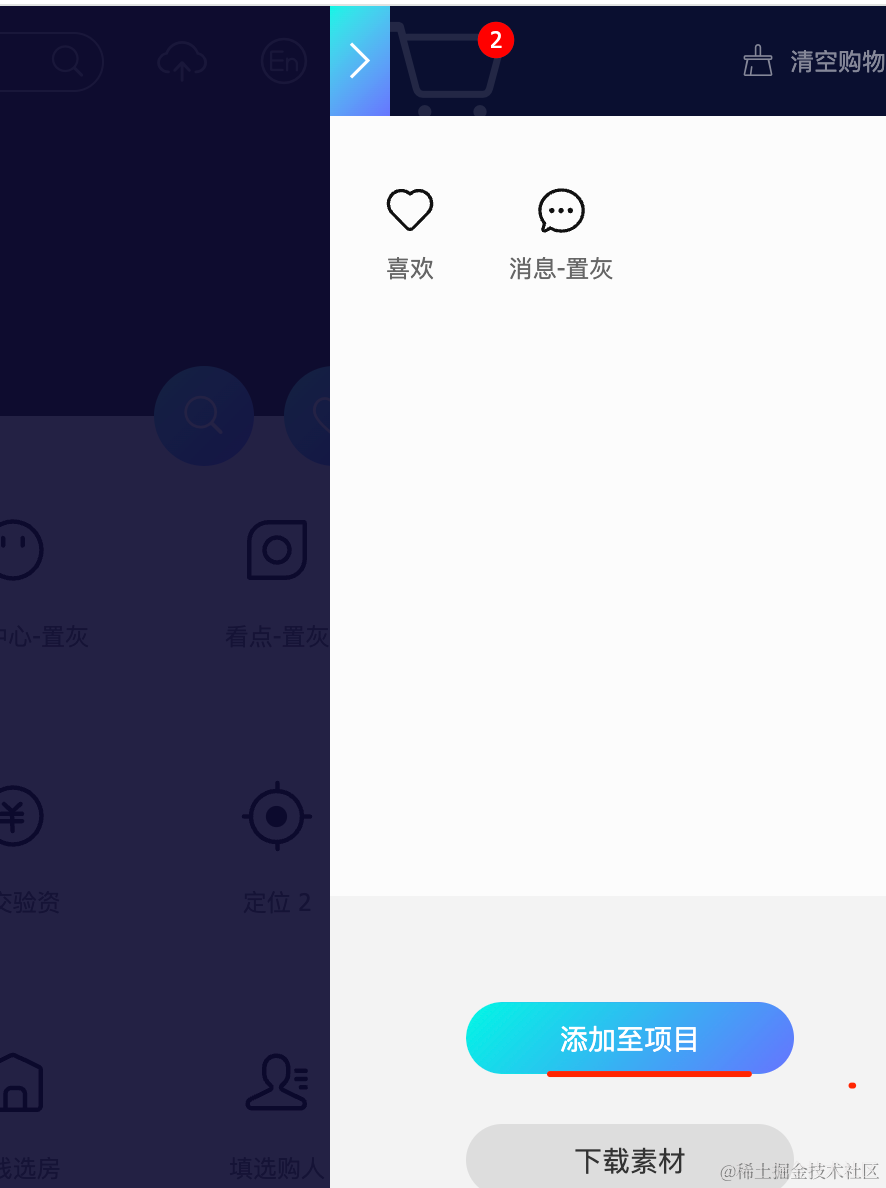 En
2
清空购物
喜欢
消息-置灰
中心-置灰
看点-置灰
交验资
定位 2
线选房
填选购人
添加至项目
下载素材
@稀土掘金技术社区